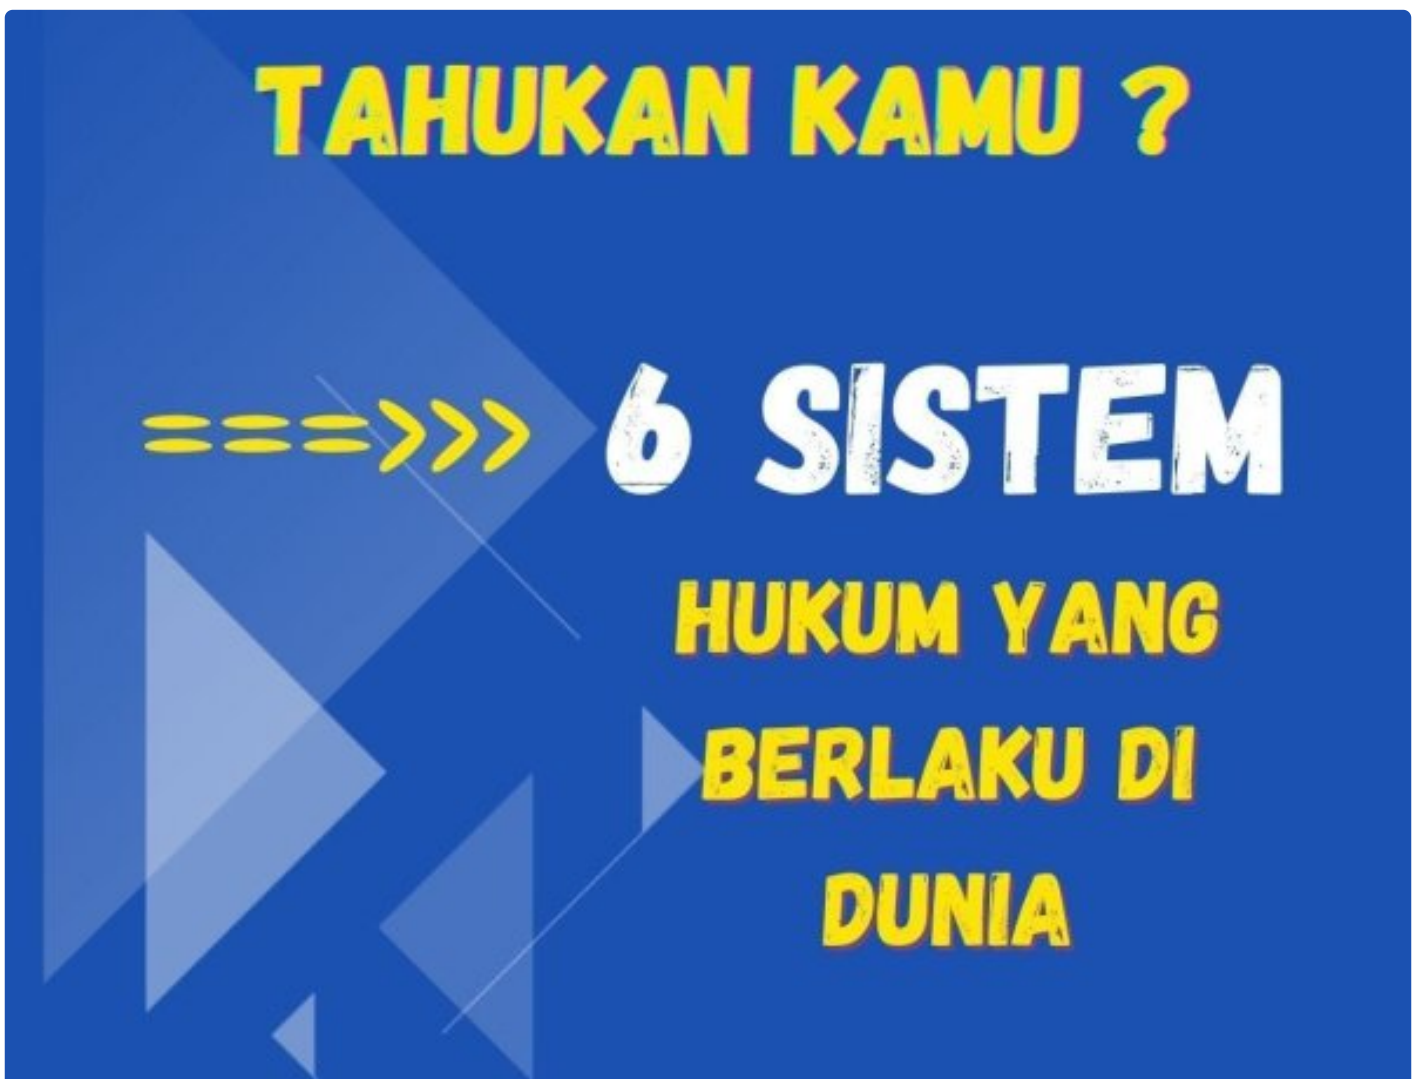 TAHUKAN KAMU ?
===>>> 6 SISTEM
HUKUM YANG
BERLAKU DI
DUNIA